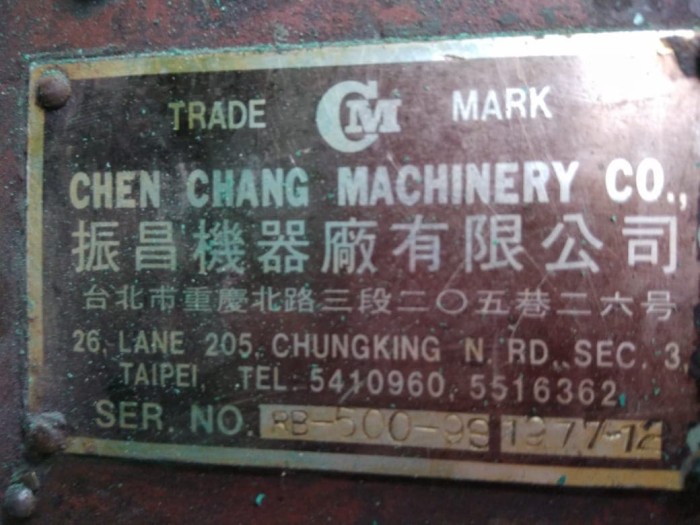 TRADE CM MARK
CHEN CHANG MACHINERY CO.,
振昌機器廠有限公司
台北市重慶北路三段二〇五巷二六号
26, LANE 205, CHUNGKING N. RD., SEC. 3,
TAIPEI, TEL: 5410960, 5516362
SER. NO. RB-500-99 1977-12